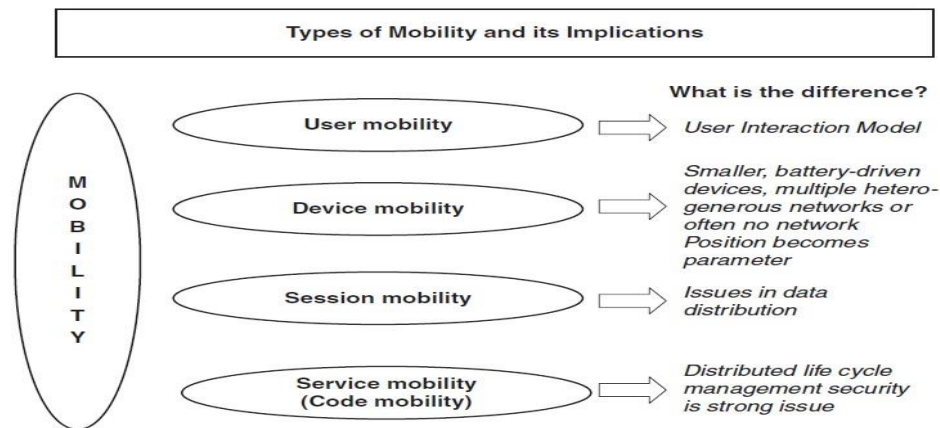 Types of Mobility and its Implications
What is the difference?
M
O
B
I
L
I
T
Y
User mobility
User Interaction Model
Device mobility
Smaller, battery-driven
devices, multiple hetero-
generous networks or
often no network
Position becomes
parameter
Session mobility
Issues in data
distribution
Service mobility
(Code mobility)
Distributed life cycle
management security
is strong issue